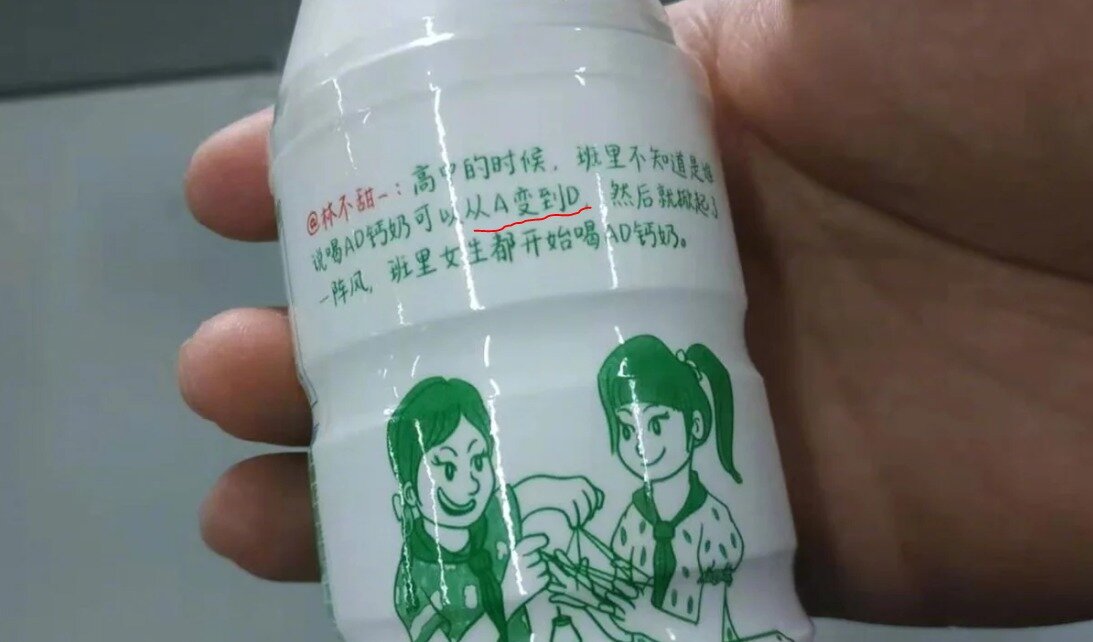 @林不甜一：高中的时候，班里不知道是谁
说喝AD钙奶可以从A变到D，然后就掀起了
一阵风，班里女生都开始喝AD钙奶。